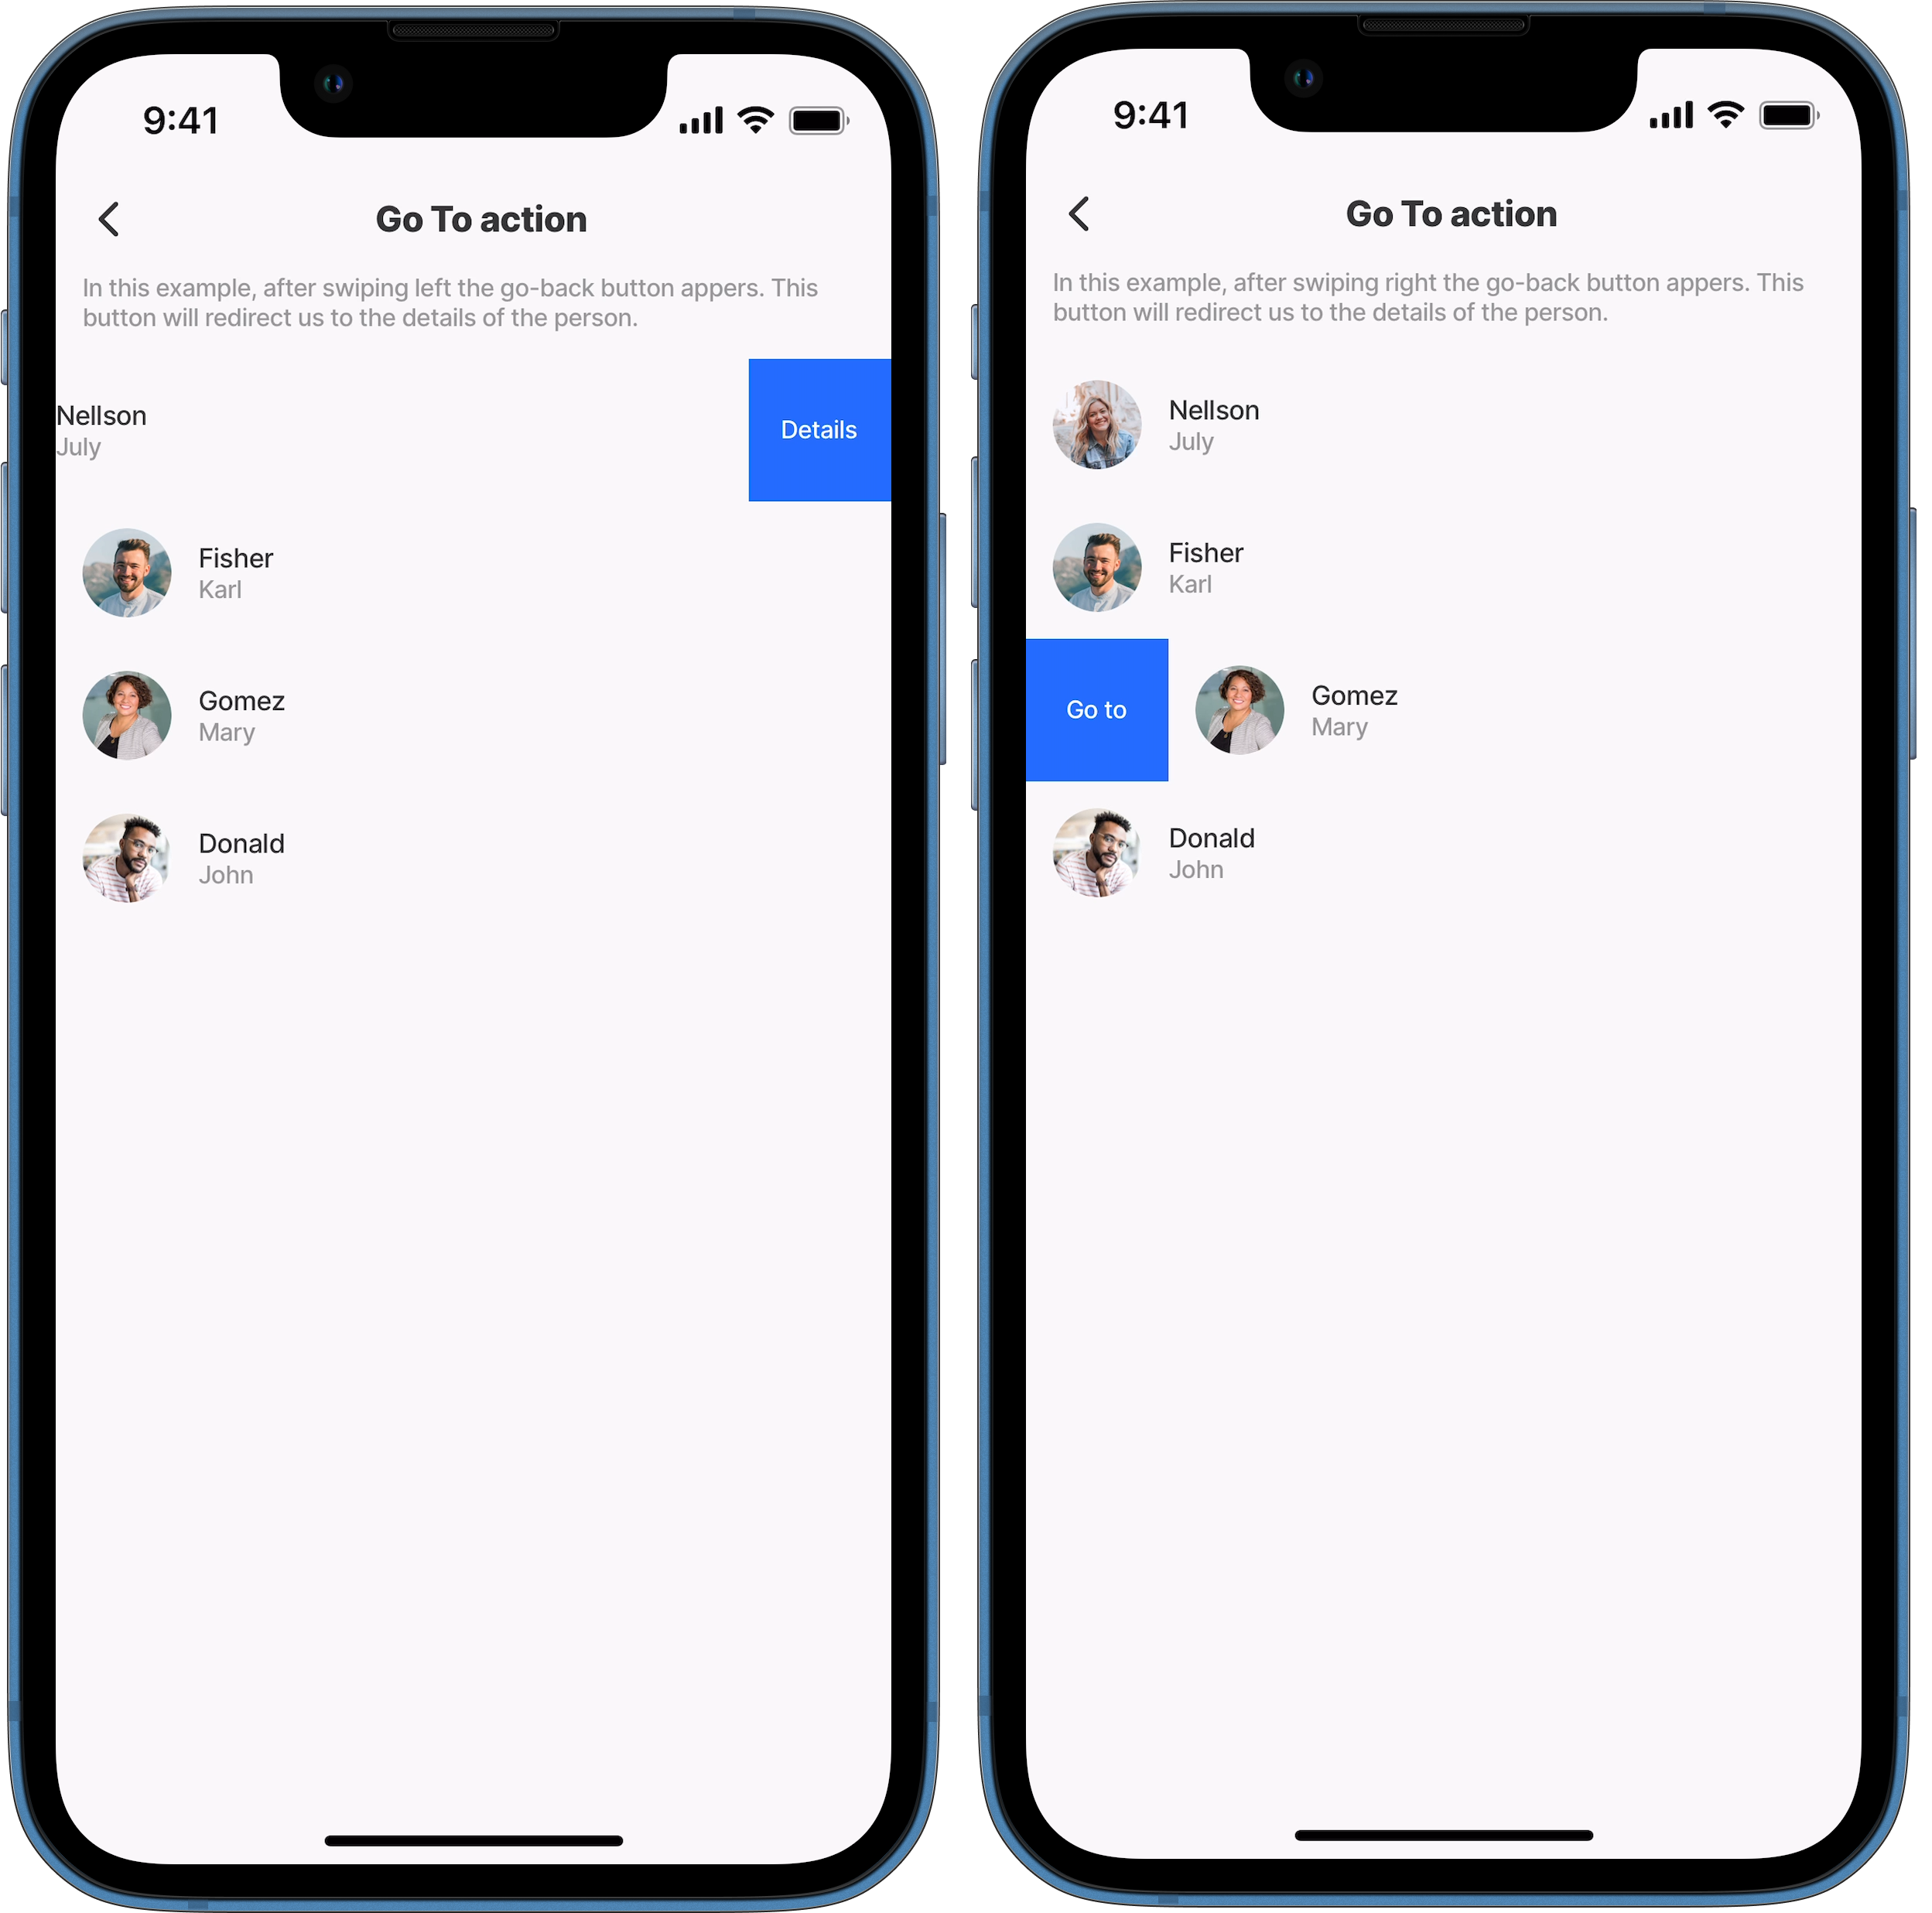 9:41
Go To action
In this example, after swiping left the go-back button appers. This
button will redirect us to the details of the person.
Nellson
July
Details
Fisher
Karl
Gomez
Mary
Donald
John
9:41
Go To action
In this example, after swiping right the go-back button appers. This
button will redirect us to the details of the person.
Nellson
July
Fisher
Karl
Go to
Gomez
Mary
Donald
John